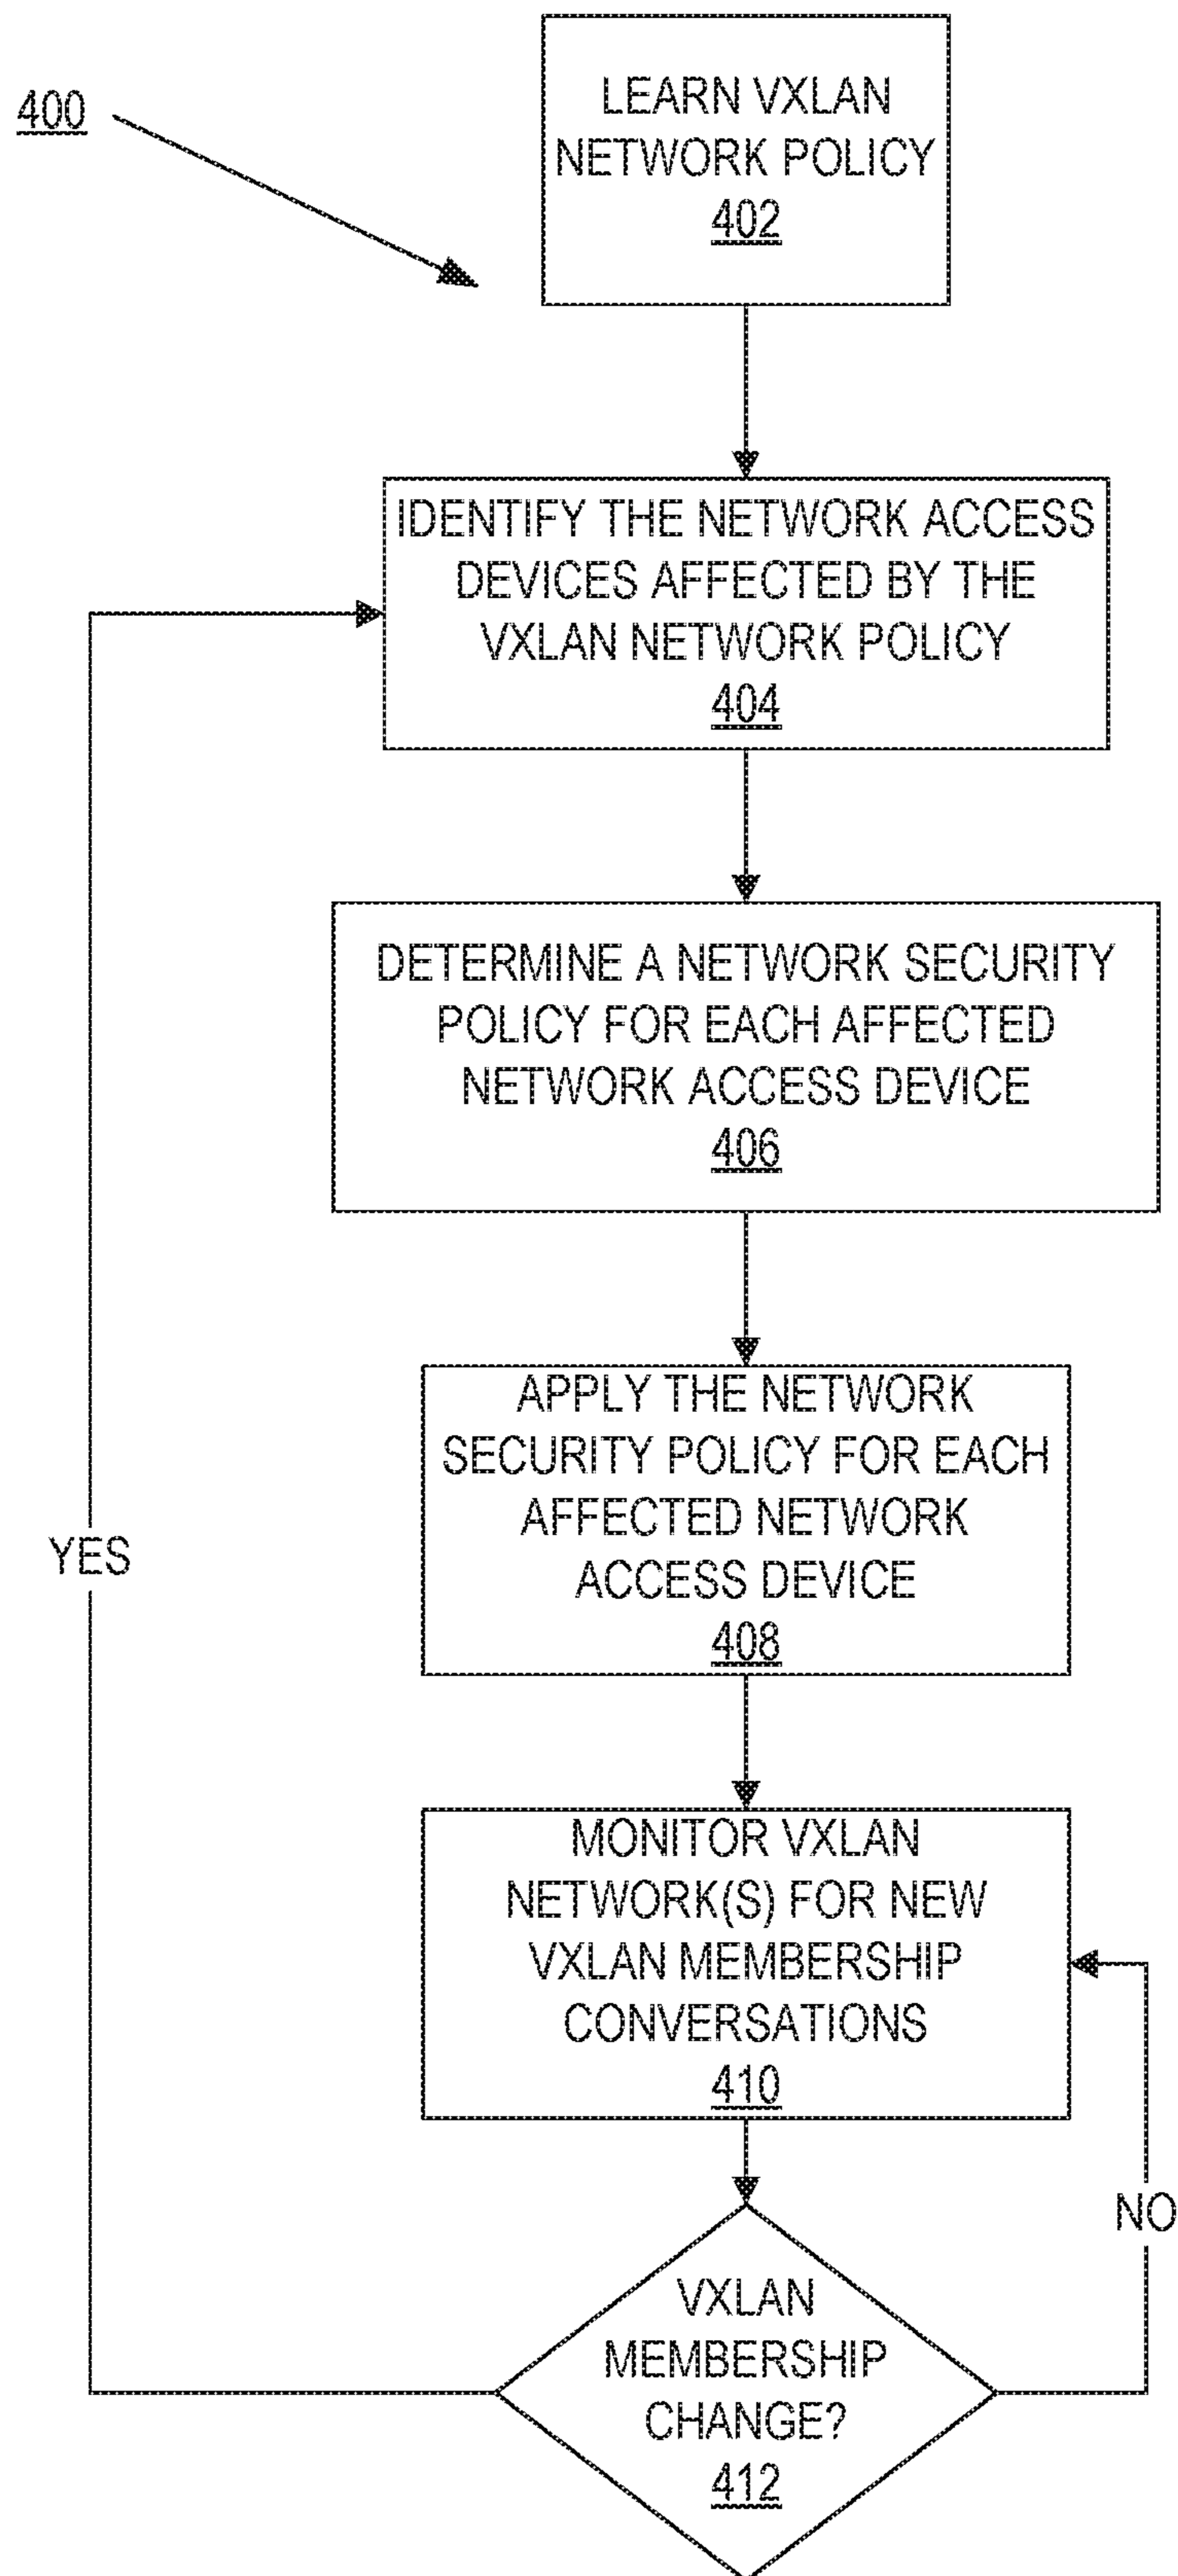 400
LEARN VXLAN
NETWORK POLICY
402
IDENTIFY THE NETWORK ACCESS
DEVICES AFFECTED BY THE
VXLAN NETWORK POLICY
404
DETERMINE A NETWORK SECURITY
POLICY FOR EACH AFFECTED
NETWORK ACCESS DEVICE
406
APPLY THE NETWORK
SECURITY POLICY FOR EACH
AFFECTED NETWORK
ACCESS DEVICE
408
YES
MONITOR VXLAN
NETWORK(S) FOR NEW
VXLAN MEMBERSHIP
CONVERSATIONS
410
NO
VXLAN
MEMBERSHIP
CHANGE?
412